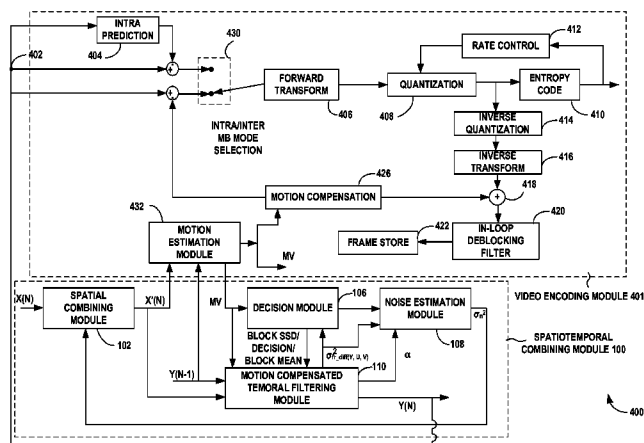 INTRA
PREDICTION
402
404
430
412
RATE CONTROL
FORWARD
TRANSFORM
406
QUANTIZATION
408
ENTROPY
CODE
410
INTRA/INTER
MB MODE
SELECTION
INVERSE
QUANTIZATION
414
INVERSE
TRANSFORM
416
426
MOTION COMPENSATION
418
432
MOTION
ESTIMATION
MODULE
MV
422
FRAME STORE
420
IN-LOOP
DEBLOCKING
FILTER
VIDEO ENCODING MODULE 401
X(N)
SPATIAL
COMBINING
MODULE
102
X'(N)
MV
DECISION MODULE
106
NOISE ESTIMATION
MODULE
108
σn²
BLOCK SSD/
DECISION/
BLOCK MEAN
α
SPATIOTEMPORAL
COMBINING MODULE 100
Y(N-1)
110
MOTION COMPENSATED
TEMORAL FILTERING
MODULE
Y(N)
400